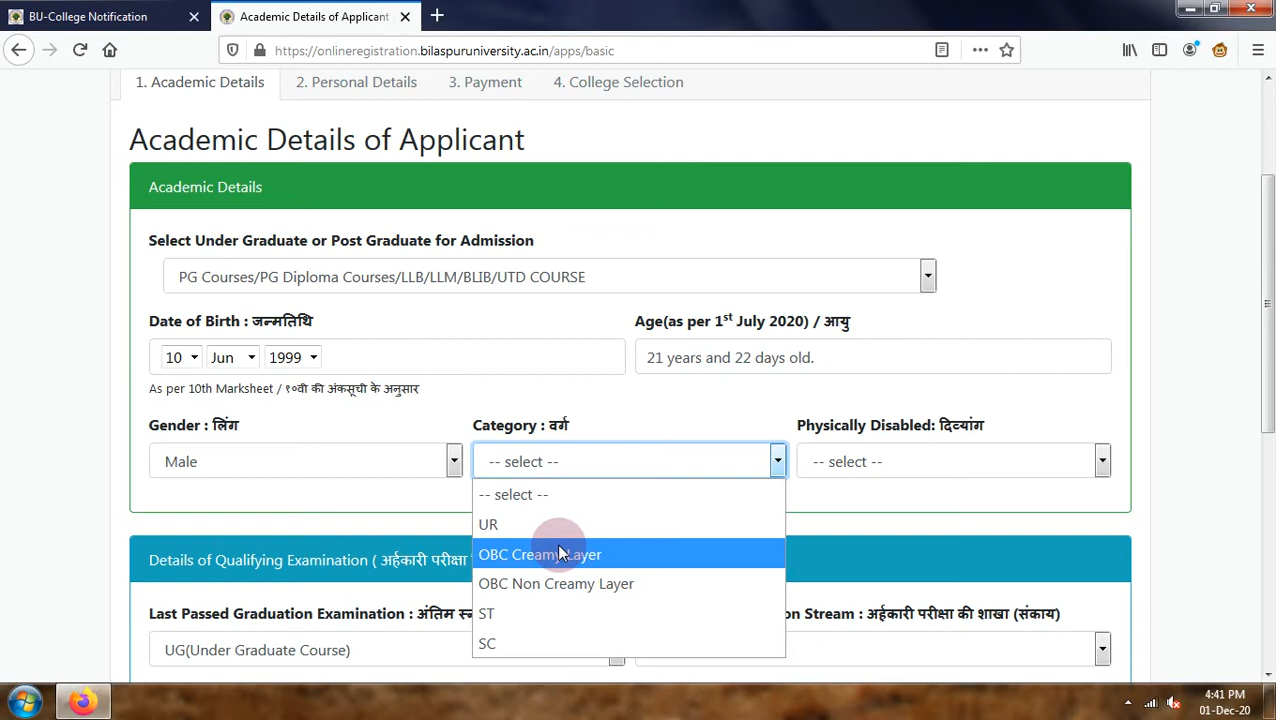 BU-College Notification
Academic Details of Applicant
https://onlineregistration.bilaspuruniversity.ac.in/apps/basic
1. Academic Details
2. Personal Details
3. Payment
4. College Selection
Academic Details of Applicant
Academic Details
Select Under Graduate or Post Graduate for Admission
PG Courses/PG Diploma Courses/LLB/LLM/BLIB/UTD COURSE
Date of Birth : जन्मतिथि
Age(as per 1st July 2020) / आयु
10 Jun 1999
21 years and 22 days old.
As per 10th Marksheet / १०वी की अंकसूची के अनुसार
Gender : लिंग
Category : वर्ग
Physically Disabled: दिव्यांग
Male
-- select --
-- select --
-- select --
UR
OBC Creamy Layer
OBC Non Creamy Layer
ST
SC
Details of Qualifying Examination ( अर्हकारी परीक्षा
Last Passed Graduation Examination : अंतिम
on Stream : अर्हकारी परीक्षा की शाखा (संकाय)
UG(Under Graduate Course)
4:41 PM
01-Dec-20